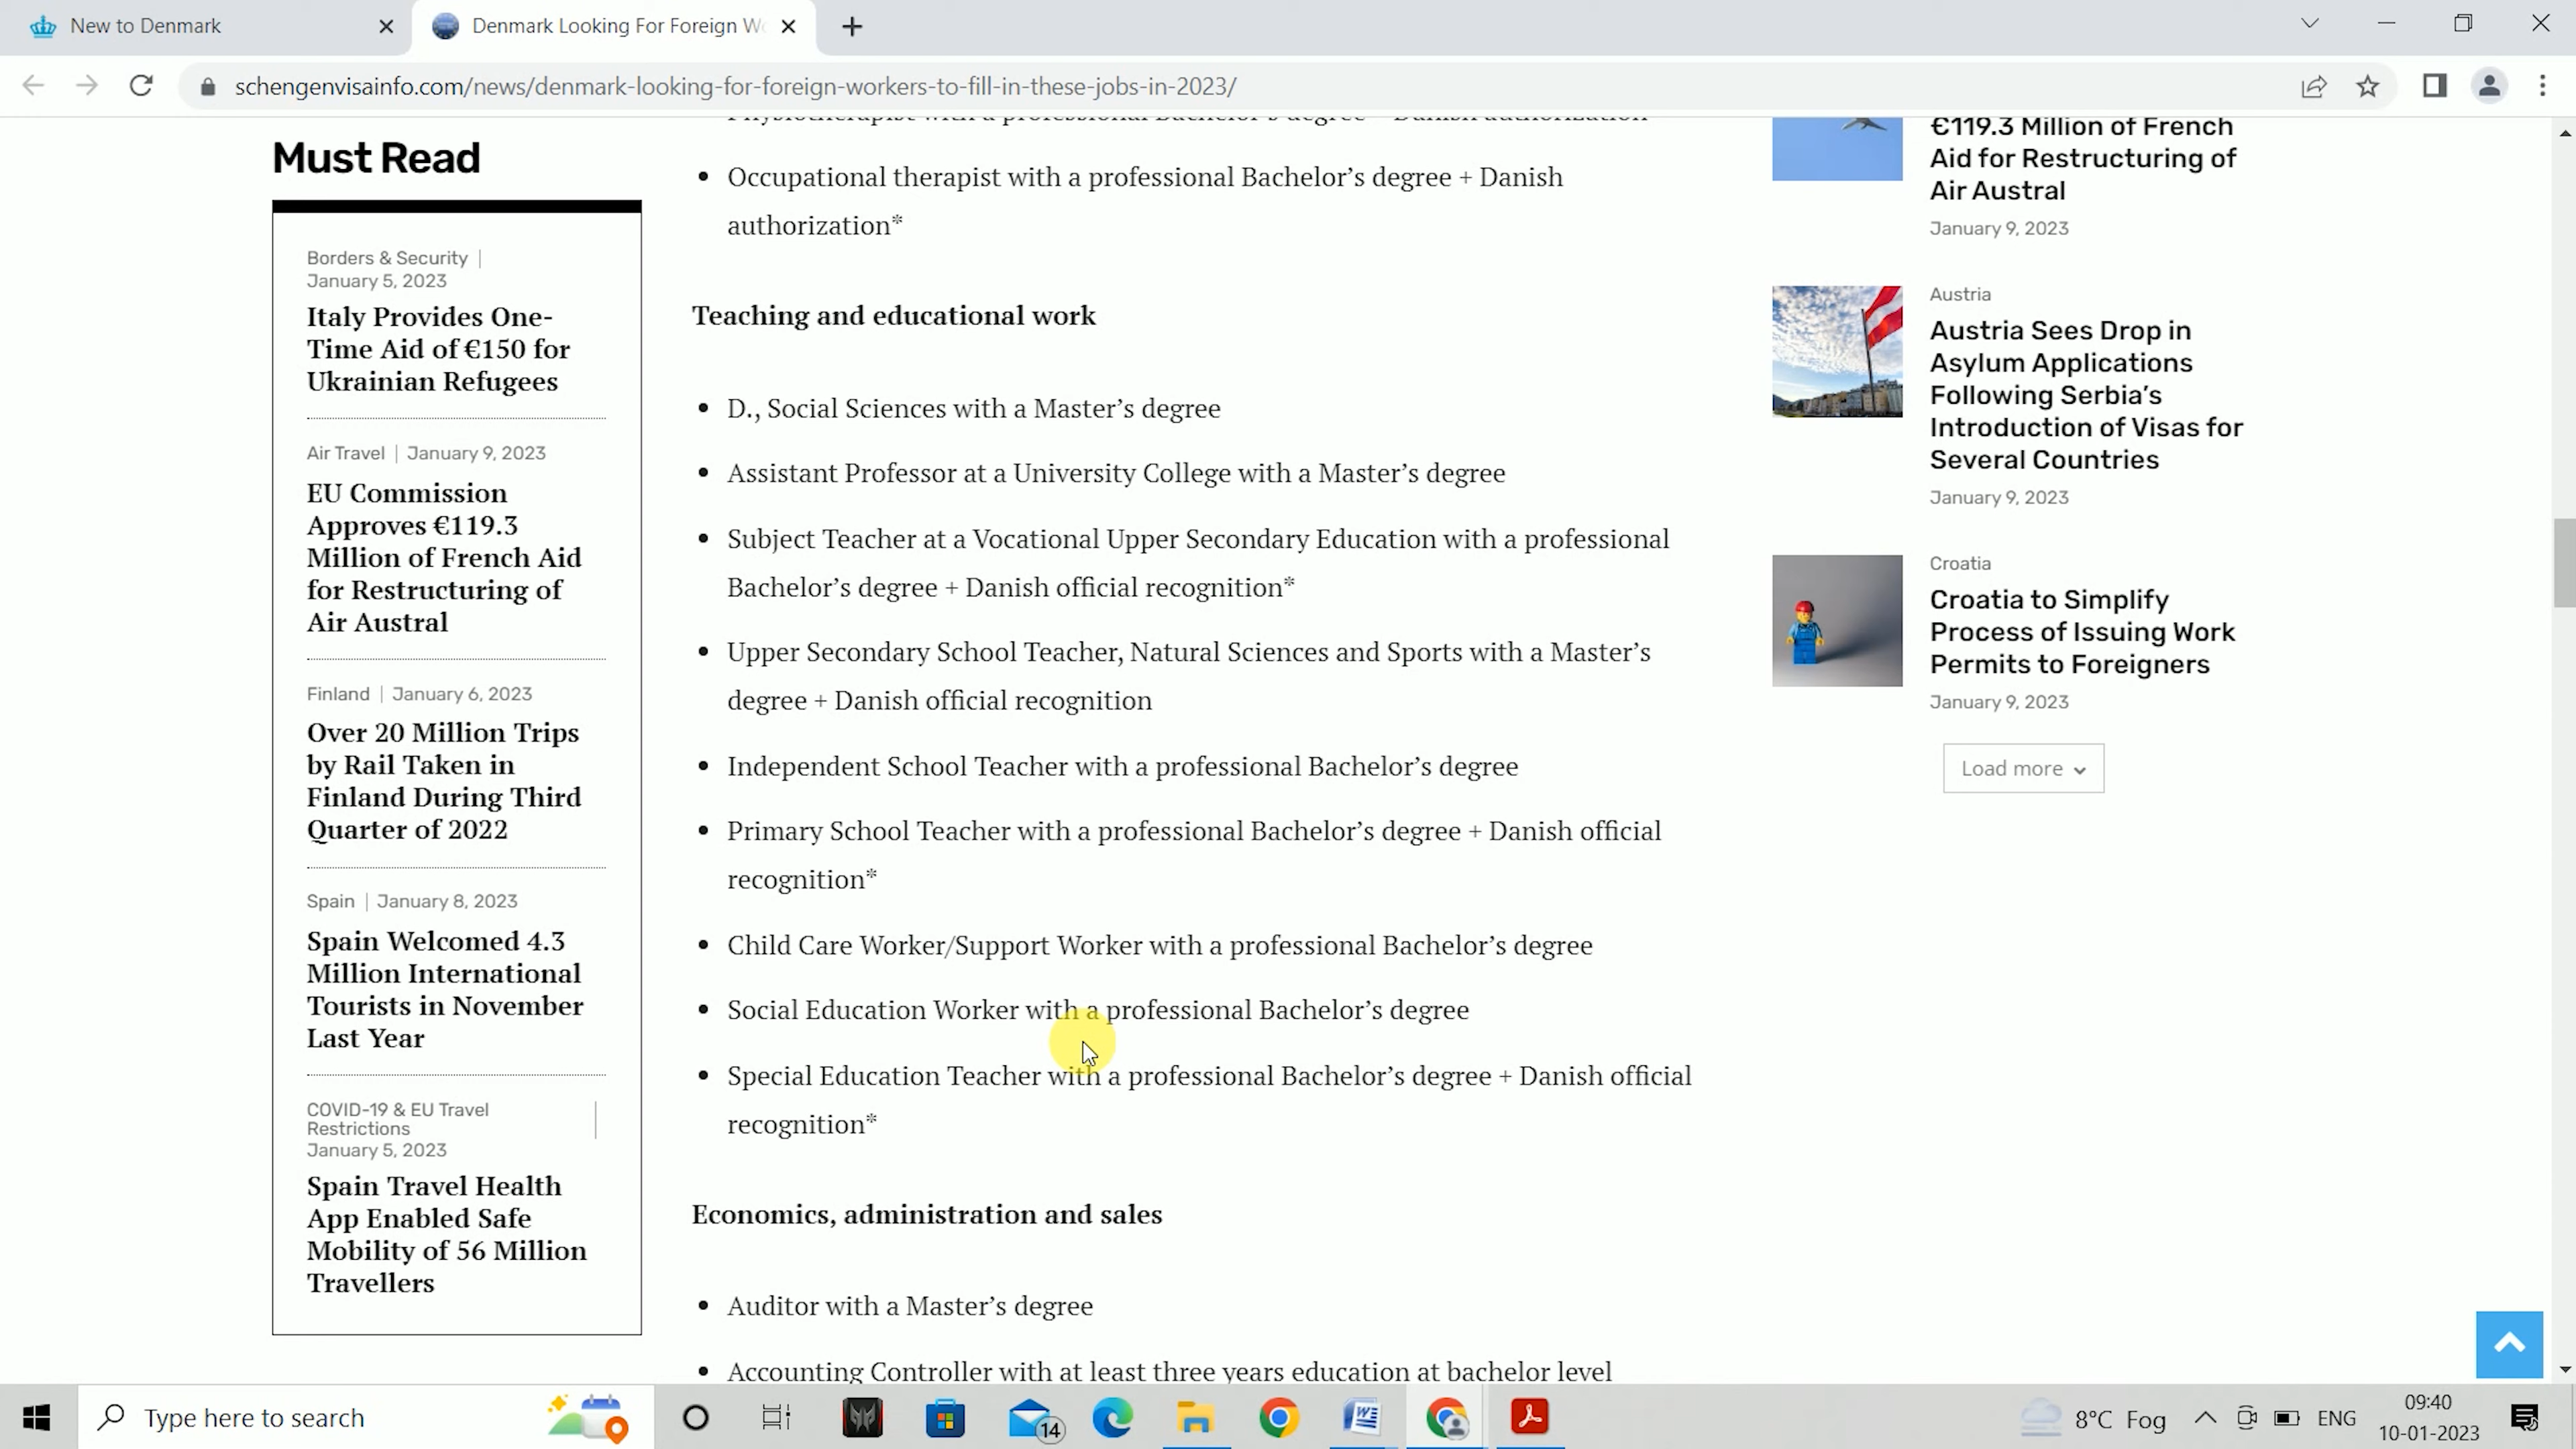 New to Denmark
Denmark Looking For Foreign Wo
schengenvisainfo.com/news/denmark-looking-for-foreign-workers-to-fill-in-these-jobs-in-2023/
Must Read
Borders & Security |
January 5, 2023
Italy Provides One-
Time Aid of €150 for
Ukrainian Refugees
Air Travel | January 9, 2023
EU Commission
Approves €119.3
Million of French Aid
for Restructuring of
Air Austral
Finland | January 6, 2023
Over 20 Million Trips
by Rail Taken in
Finland During Third
Quarter of 2022
Spain | January 8, 2023
Spain Welcomed 4.3
Million International
Tourists in November
Last Year
COVID-19 & EU Travel
Restrictions
January 5, 2023
Spain Travel Health
App Enabled Safe
Mobility of 56 Million
Travellers
Physiotherapist with a professional Bachelor's degree + Danish authorization
• Occupational therapist with a professional Bachelor's degree + Danish
authorization*
Teaching and educational work
• D., Social Sciences with a Master's degree
• Assistant Professor at a University College with a Master's degree
• Subject Teacher at a Vocational Upper Secondary Education with a professional
Bachelor's degree + Danish official recognition*
• Upper Secondary School Teacher, Natural Sciences and Sports with a Master's
degree + Danish official recognition
• Independent School Teacher with a professional Bachelor's degree
• Primary School Teacher with a professional Bachelor's degree + Danish official
recognition*
• Child Care Worker/Support Worker with a professional Bachelor's degree
• Social Education Worker with a professional Bachelor's degree
• Special Education Teacher with a professional Bachelor's degree + Danish official
recognition*
Economics, administration and sales
• Auditor with a Master's degree
• Accounting Controller with at least three years education at bachelor level
€119.3 Million of French
Aid for Restructuring of
Air Austral
January 9, 2023
Austria
Austria Sees Drop in
Asylum Applications
Following Serbia's
Introduction of Visas for
Several Countries
January 9, 2023
Croatia
Croatia to Simplify
Process of Issuing Work
Permits to Foreigners
January 9, 2023
Load more
Type here to search
14
8°C Fog
ENG
09:40
10-01-2023